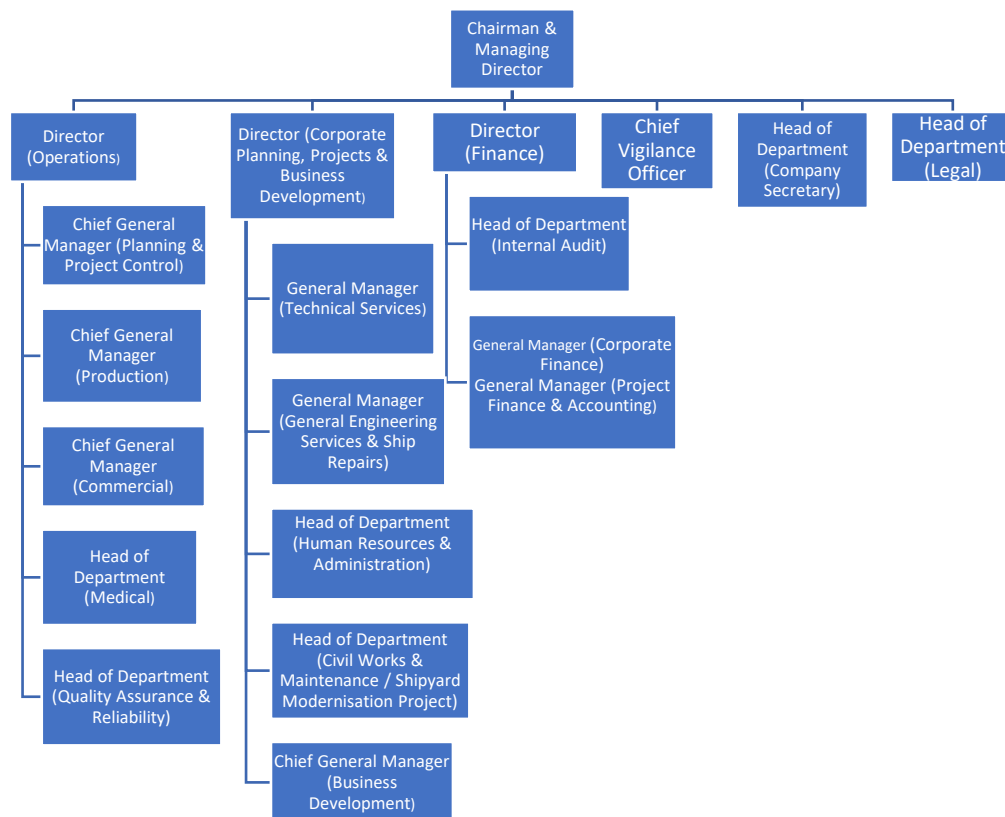 Chairman &
Managing
Director
Director
(Operations)
Chief General
Manager (Planning &
Project Control)
Chief General
Manager
(Production)
Chief General
Manager
(Commercial)
Head of
Department
(Medical)
Head of Department
(Quality Assurance &
Reliability)
Director (Corporate
Planning, Projects &
Business
Development)
General Manager
(Technical Services)
General Manager
(General Engineering
Services & Ship
Repairs)
Head of Department
(Human Resources &
Administration)
Head of Department
(Civil Works &
Maintenance / Shipyard
Modernisation Project)
Chief General Manager
(Business
Development)
Director
(Finance)
Head of Department
(Internal Audit)
General Manager (Corporate
Finance)
General Manager (Project
Finance & Accounting)
Chief
Vigilance
Officer
Head of
Department
(Company
Secretary)
Head of
Department
(Legal)